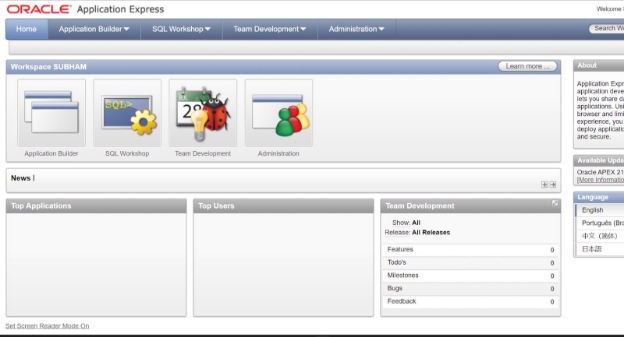 ORACLE Application Express
Welcome
Home
Application Builder
SQL Workshop
Team Development
Administration
Search
Workspace SUBHAM
Learn more ...
SQL>
28
Application Builder
SQL Workshop
Team Development
Administration
News
Top Applications
Top Users
Team Development
Show: All
Release: All Releases
Features 0
Todo's 0
Milestones 0
Bugs 0
Feedback 0
About
Application Expr
application deve
lets you share d
applications. Usi
browser and limi
experience, you
deploy applicatio
and secure.
Available Upda
Oracle APEX 21
[More Informatio
Language
English
Português (Bra
中文 (简体)
日本語
Set Screen Reader Mode On